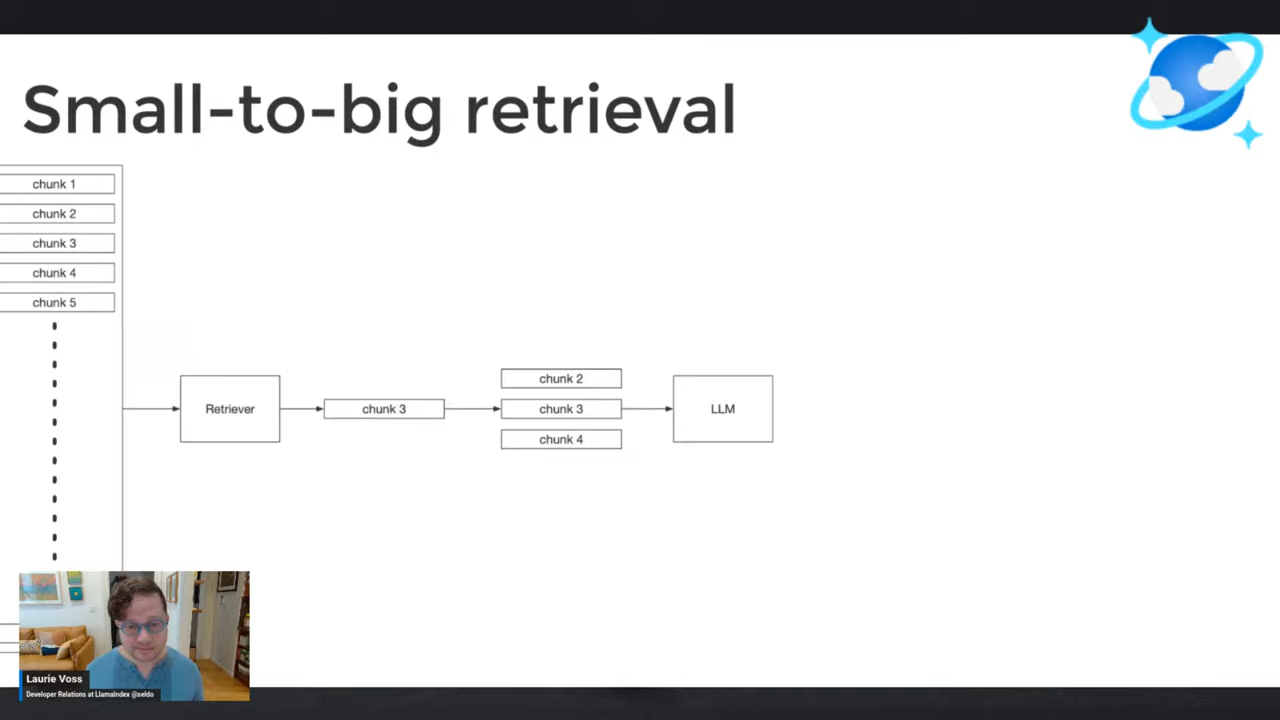 Small-to-big retrieval
chunk 1
chunk 2
chunk 3
chunk 4
chunk 5
Retriever
chunk 3
chunk 2
chunk 3
chunk 4
LLM
Laurie Voss
Developer Relations at LlamaIndex @seldo